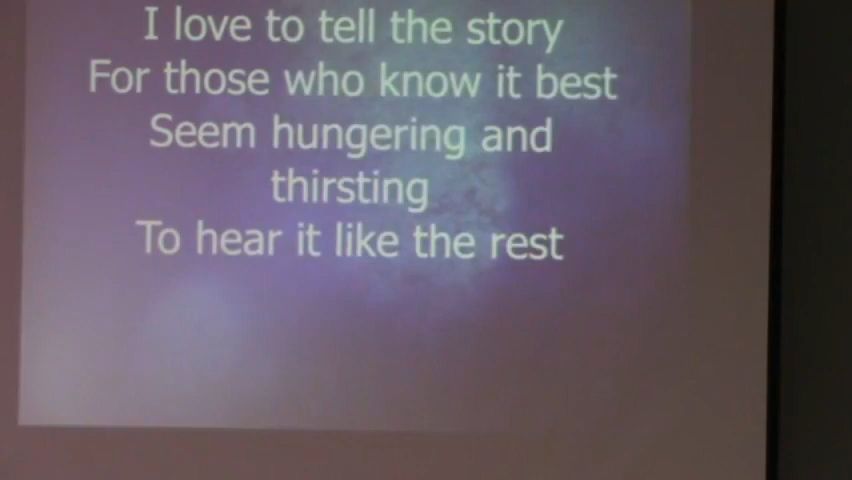 I love to tell the story
For those who know it best
Seem hungering and
thirsting
To hear it like the rest